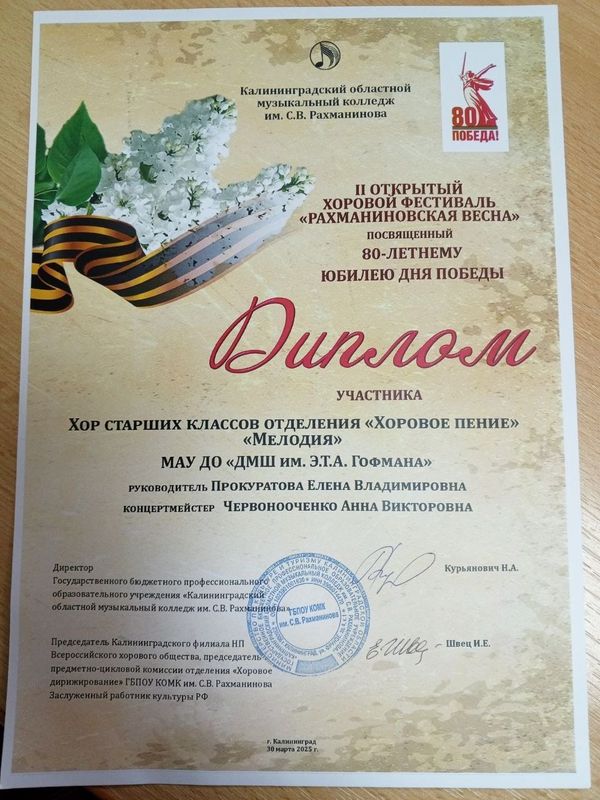 Калининградский областной
музыкальный колледж
им. С.В. Рахманинова
80
ПОБЕДА!
II ОТКРЫТЫЙ
ХОРОВОЙ ФЕСТИВАЛЬ
«РАХМАНИНОВСКАЯ ВЕСНА»
ПОСВЯЩЕННЫЙ
80-ЛЕТНЕМУ
ЮБИЛЕЮ ДНЯ ПОБЕДЫ
Диплом
УЧАСТНИКА
ХОР СТАРШИХ КЛАССОВ ОТДЕЛЕНИЯ «ХОРОВОЕ ПЕНИЕ»
«МЕЛОДИЯ»
МАУ ДО «ДМШ ИМ. Э.Т.А. ГОФМАНА»
РУКОВОДИТЕЛЬ ПРОКУРАТОВА ЕЛЕНА ВЛАДИМИРОВНА
КОНЦЕРТМЕЙСТЕР ЧЕРВОНООЧЕНКО АННА ВИКТОРОВНА
Директор
Государственного бюджетного профессионального
образовательного учреждения «Калининградский
областной музыкальный колледж им. С.В. Рахманинова»
Курьянович Н.А.
ГБПОУ КОМК
им. С.В. Рахманинова
Председатель Калининградского филиала НП
Всероссийского хорового общества, председатель
предметно-цикловой комиссии отделения «Хоровое
дирижирование» ГБПОУ КОМК им. С.В. Рахманинова
Заслуженный работник культуры РФ
Е.Швец - Швец И.Е.
г. Калининград
30 марта 2025 г.